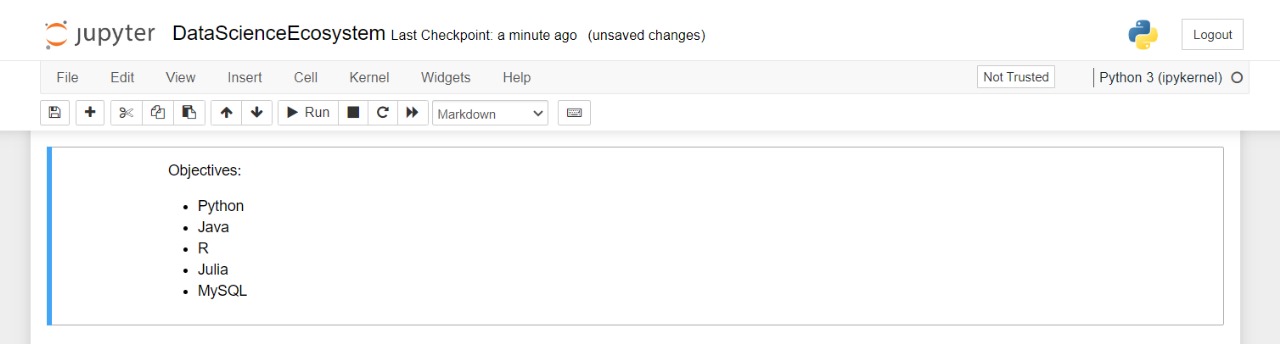 jupyter DataScienceEcosystem Last Checkpoint: a minute ago (unsaved changes) Logout
File Edit View Insert Cell Kernel Widgets Help Not Trusted Python 3 (ipykernel)
Run Markdown
Objectives:
Python
Java
R
Julia
MySQL